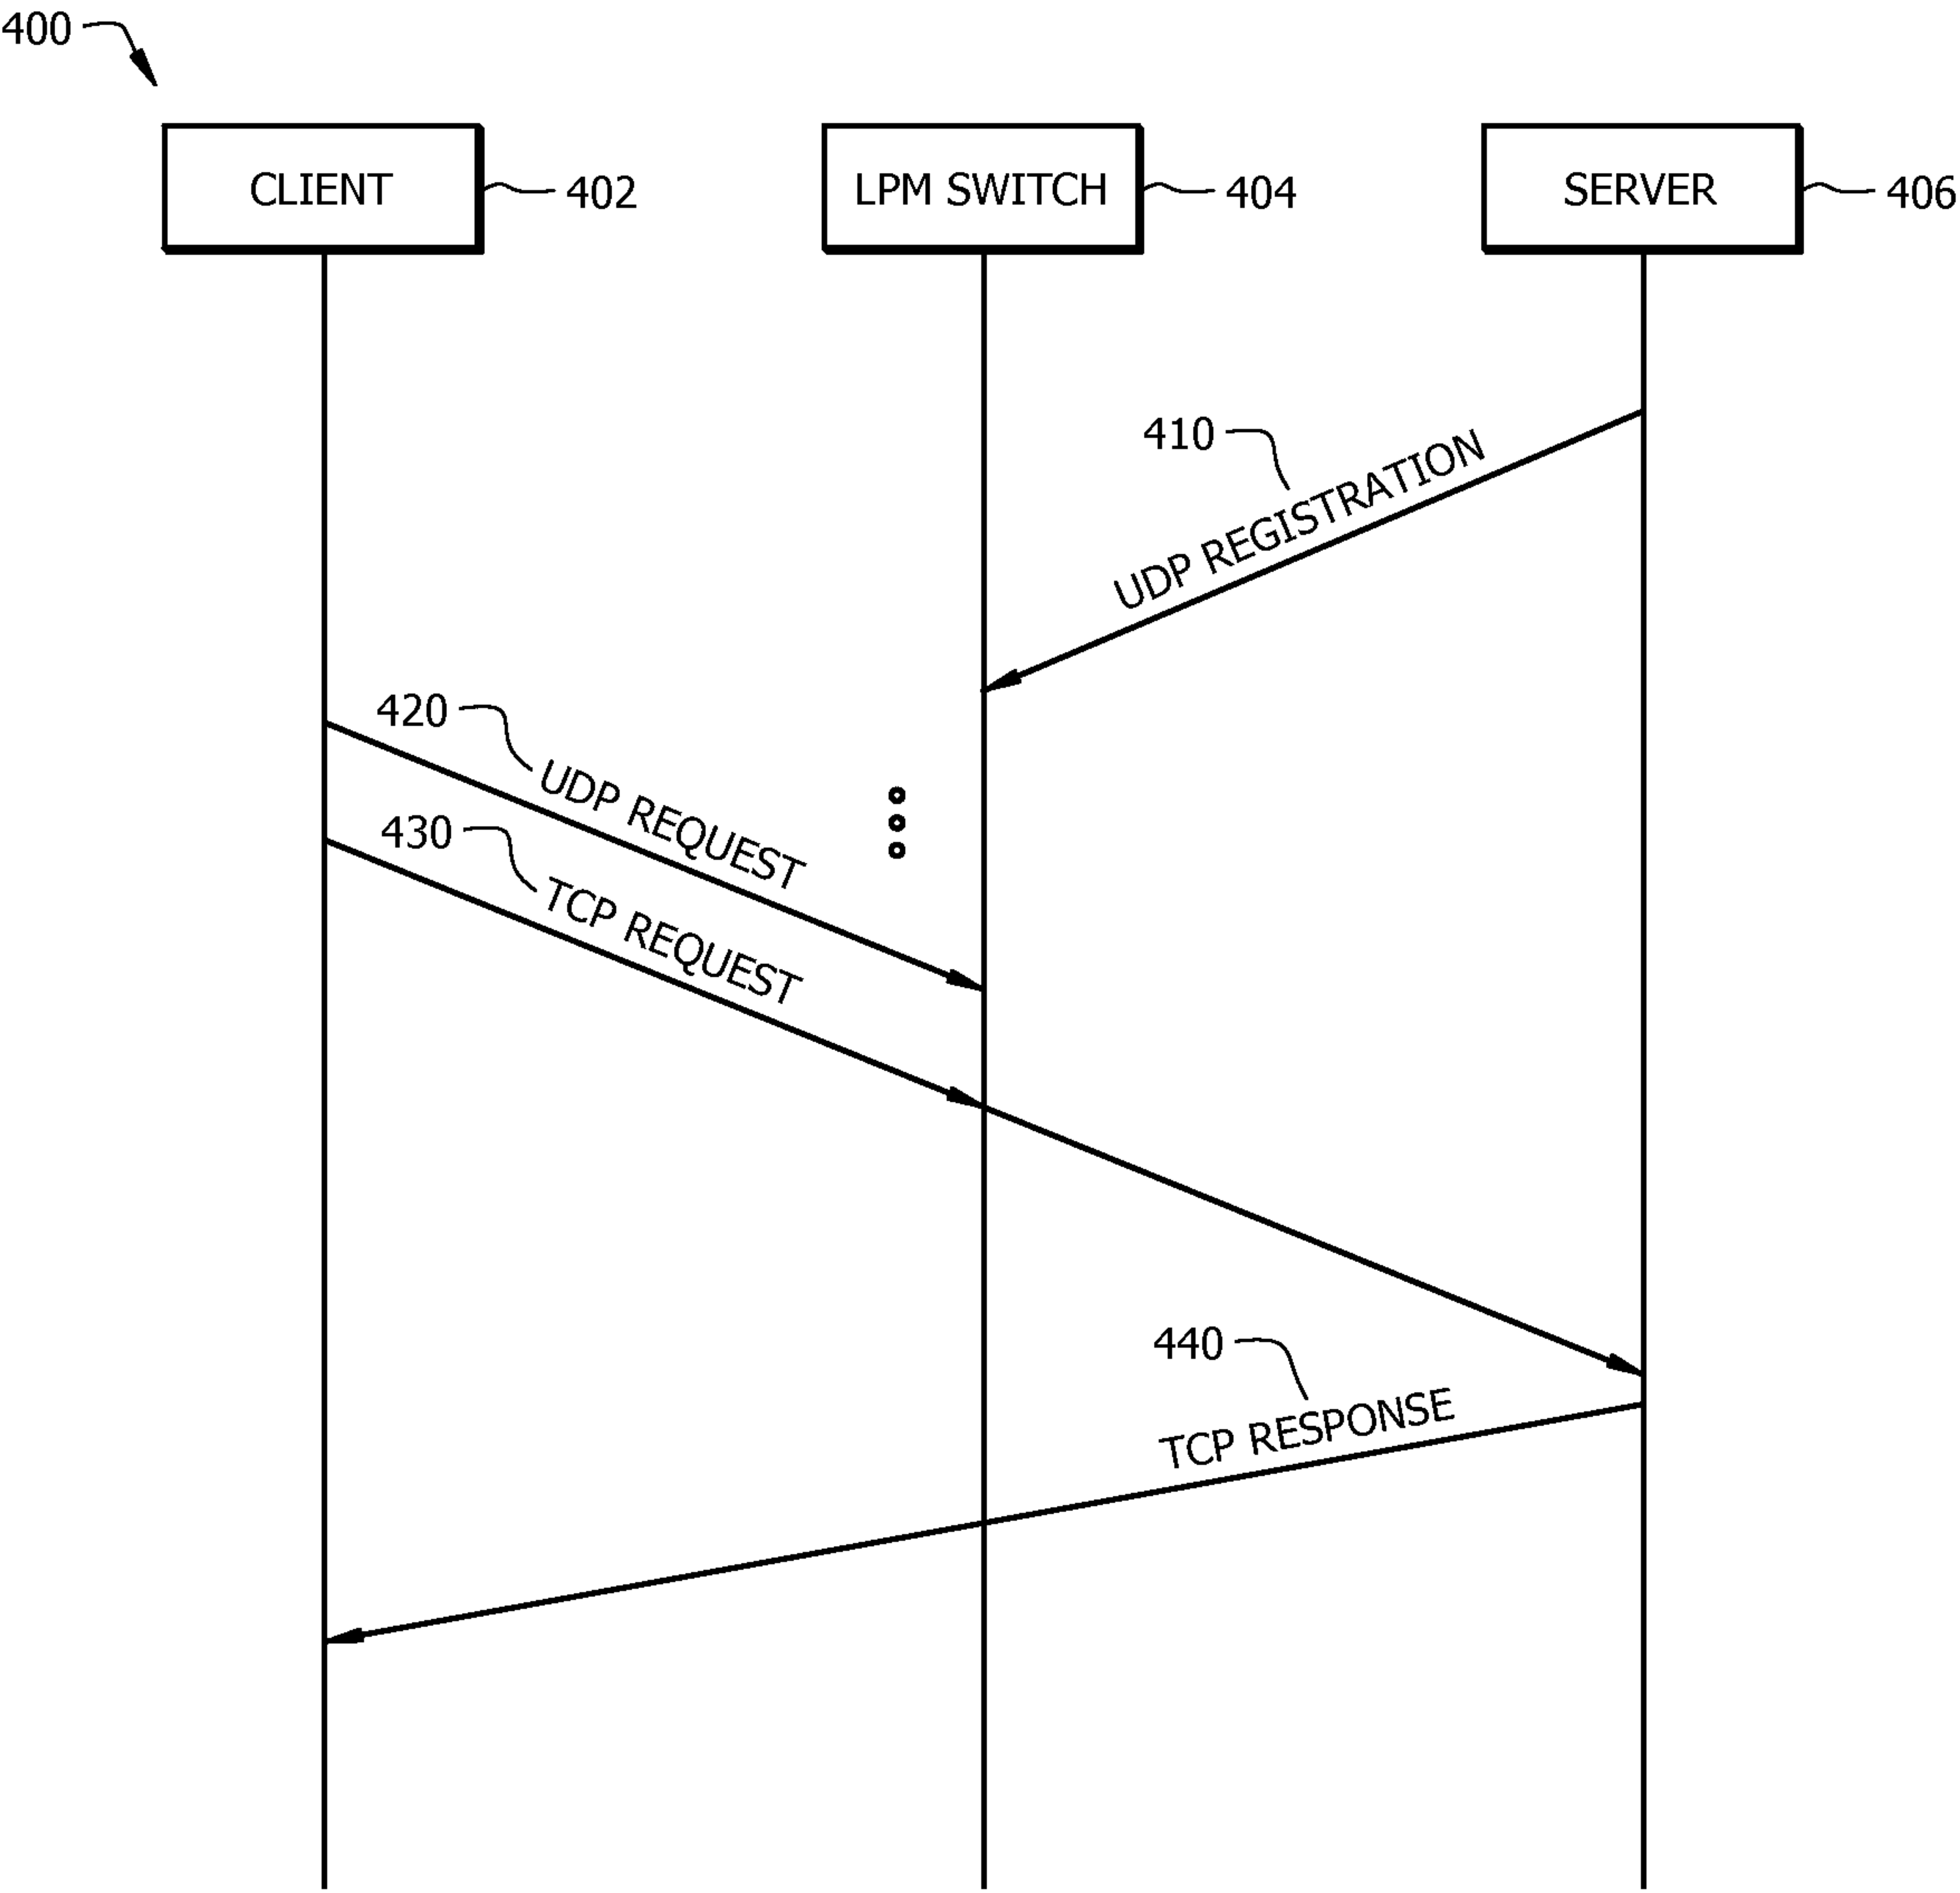 400
CLIENT
402
LPM SWITCH
404
SERVER
406
410
UDP REGISTRATION
420
UDP REQUEST
430
TCP REQUEST
440
TCP RESPONSE